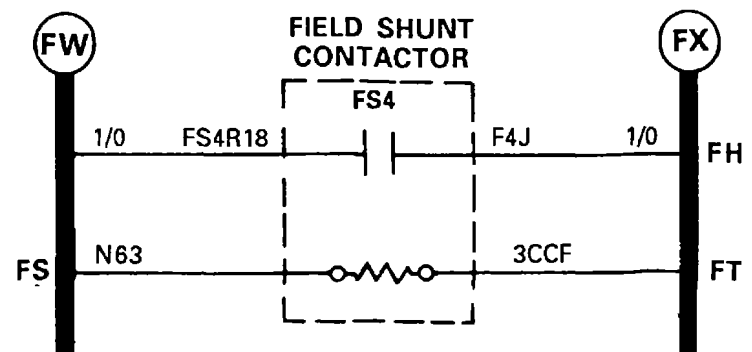 FW
FIELD SHUNT
CONTACTOR
FX
FS4
1/0 FS4R18 F4J 1/0 FH
FS N63 3CCF FT